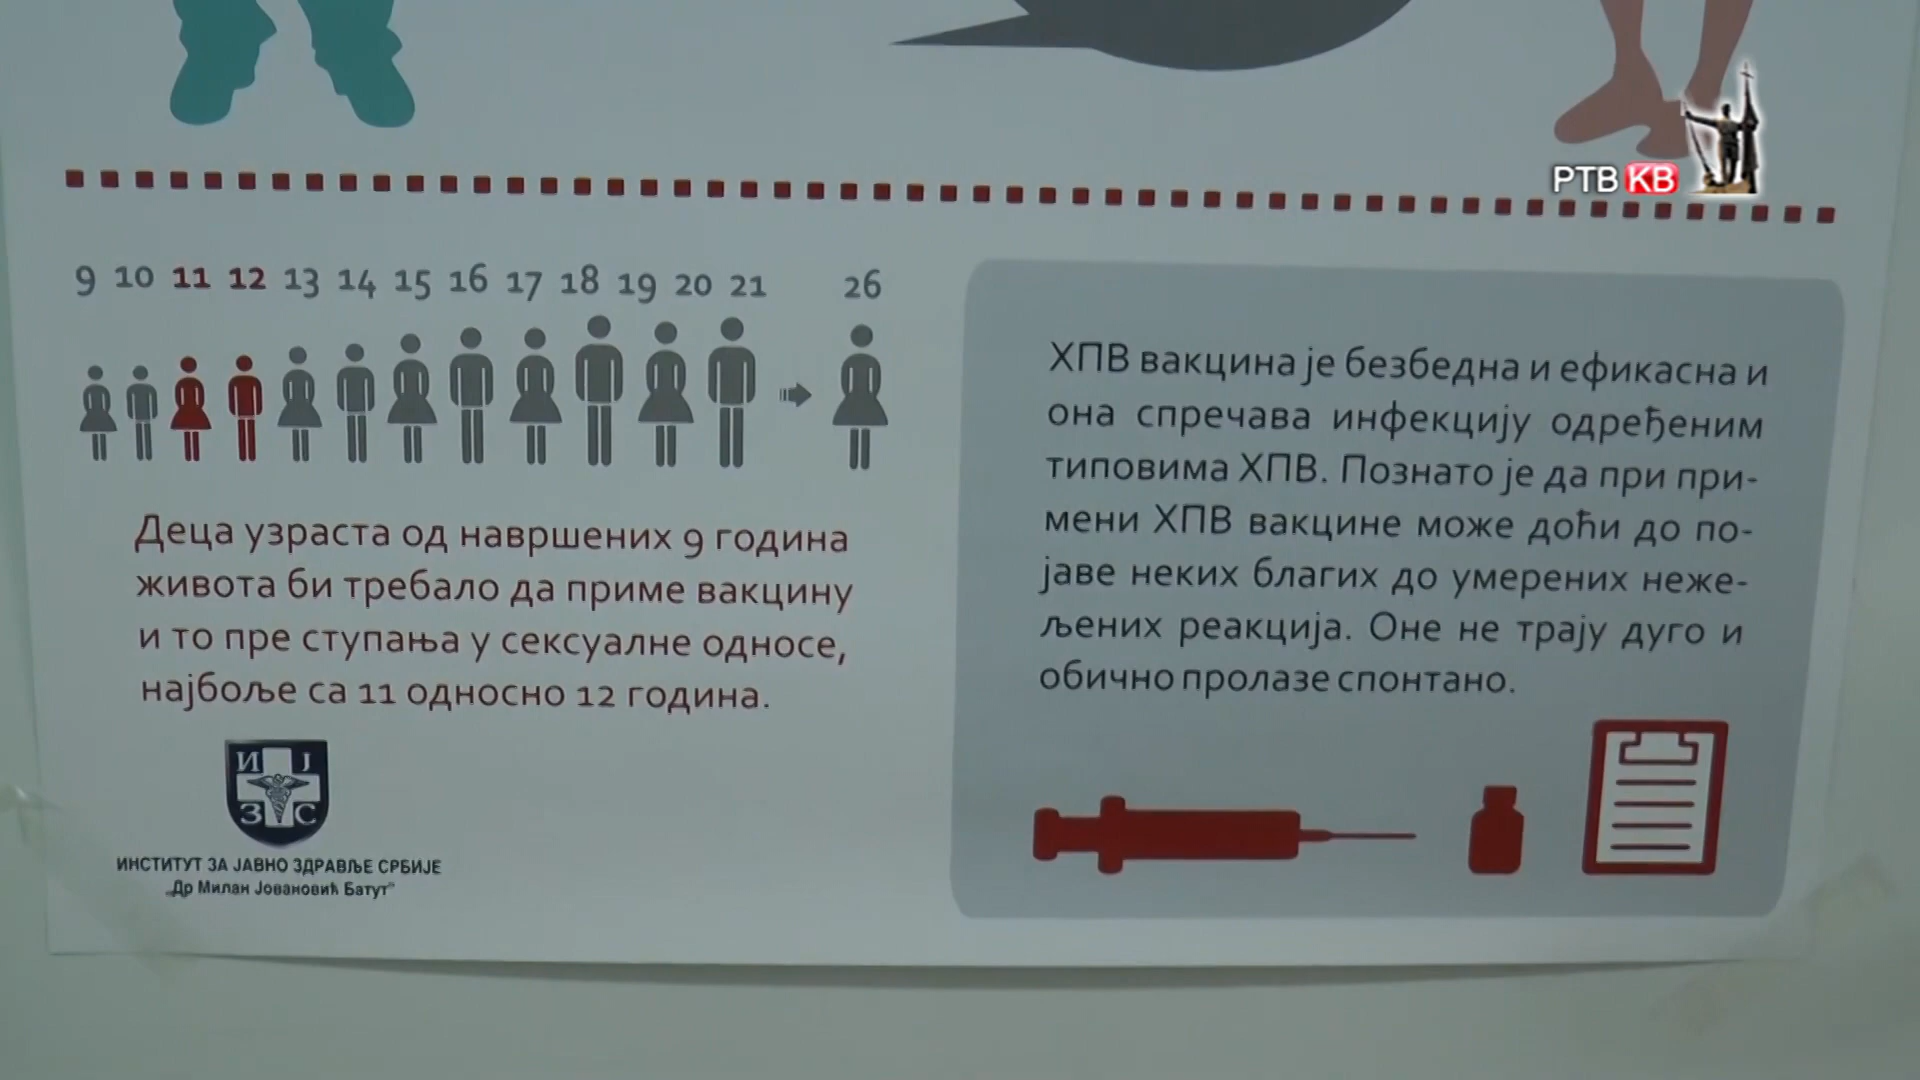 РТВ КВ
9 10 11 12 13 14 15 16 17 18 19 20 21 26
Деца узраста од навршених 9 година
живота би требало да приме вакцину
и то пре ступања у сексуалне односе,
најбоље са 11 односно 12 година.
И Ј
З С
ИНСТИТУТ ЗА ЈАВНО ЗДРАВЉЕ СРБИЈЕ
„Др Милан Јовановић Батут“
ХПВ вакцина је безбедна и ефикасна и
она спречава инфекцију одређеним
типовима ХПВ. Познато је да при при-
мени ХПВ вакцине може доћи до по-
јаве неких благих до умерених неже-
љених реакција. Оне не трају дуго и
обично пролазе спонтано.